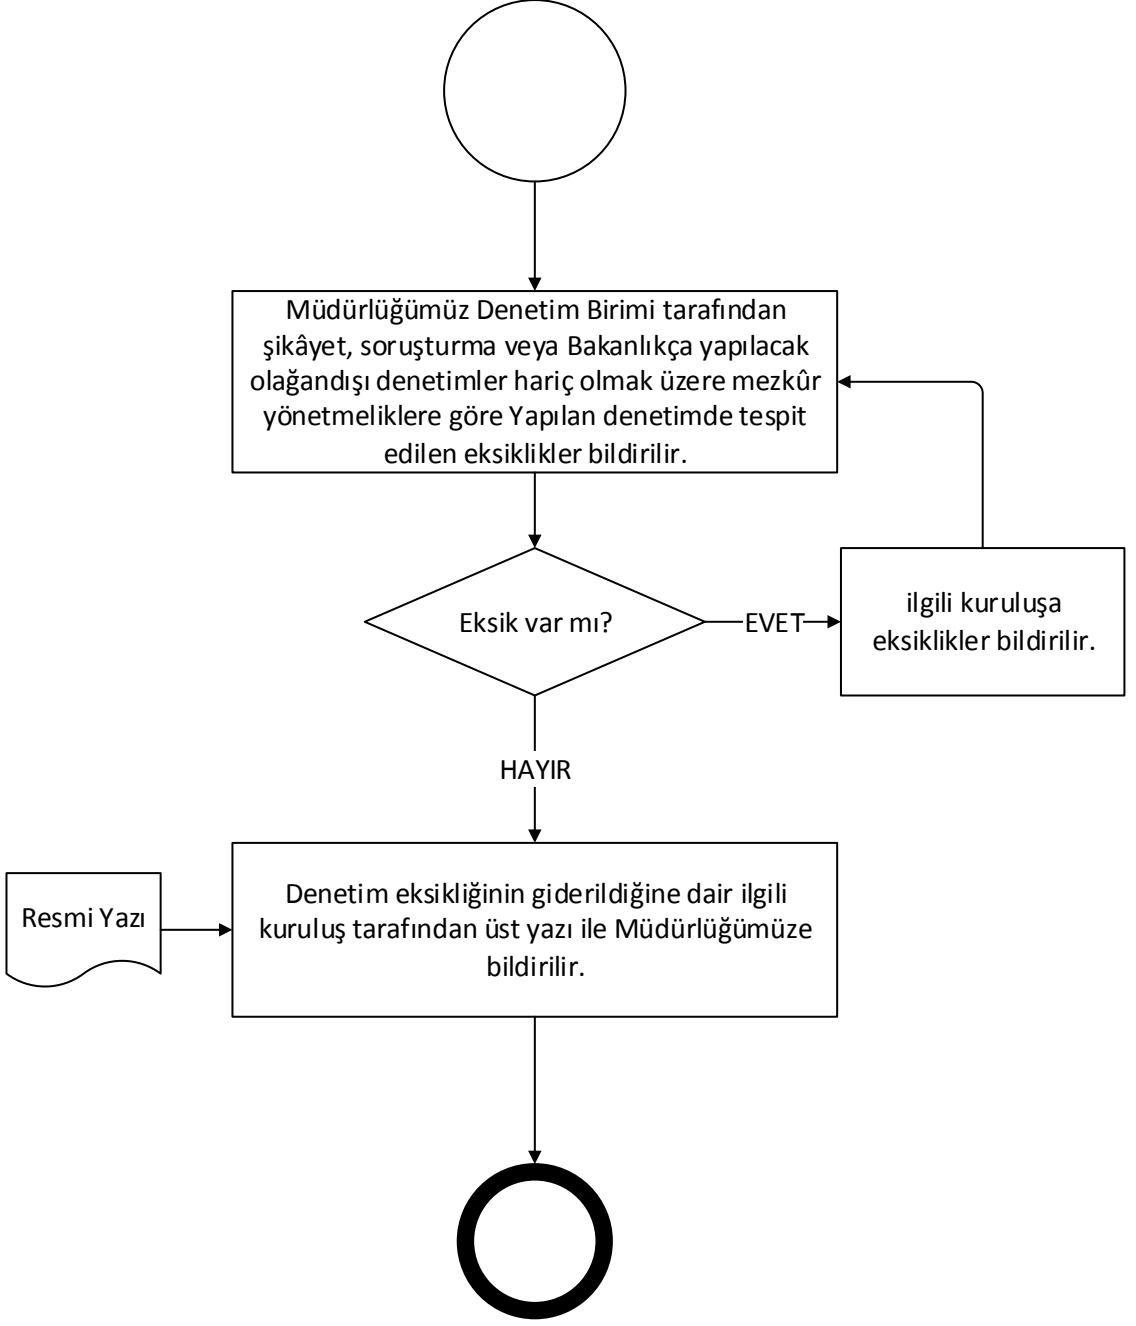 Müdürlüğümüz Denetim Birimi tarafından
şikâyet, soruşturma veya Bakanlıkça yapılacak
olağandışı denetimler hariç olmak üzere mezkûr
yönetmeliklere göre Yapılan denetimde tespit
edilen eksiklikler bildirilir.
Eksik var mı?
EVET
ilgili kuruluşa
eksiklikler bildirilir.
HAYIR
Resmi Yazı
Denetim eksikliğinin giderildiğine dair ilgili
kuruluş tarafından üst yazı ile Müdürlüğümüze
bildirilir.